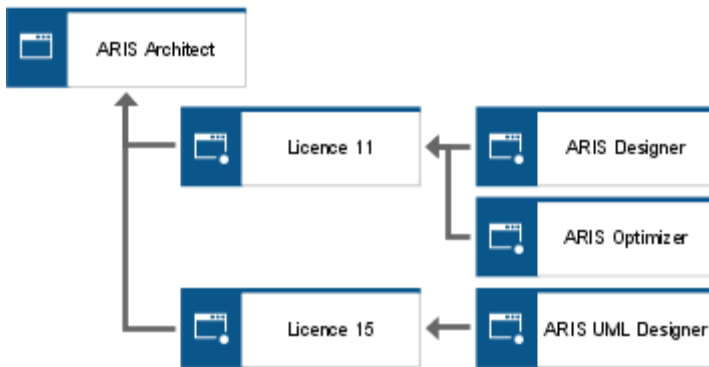 ARIS Architect
Licence 11
ARIS Designer
ARIS Optimizer
Licence 15
ARIS UML Designer